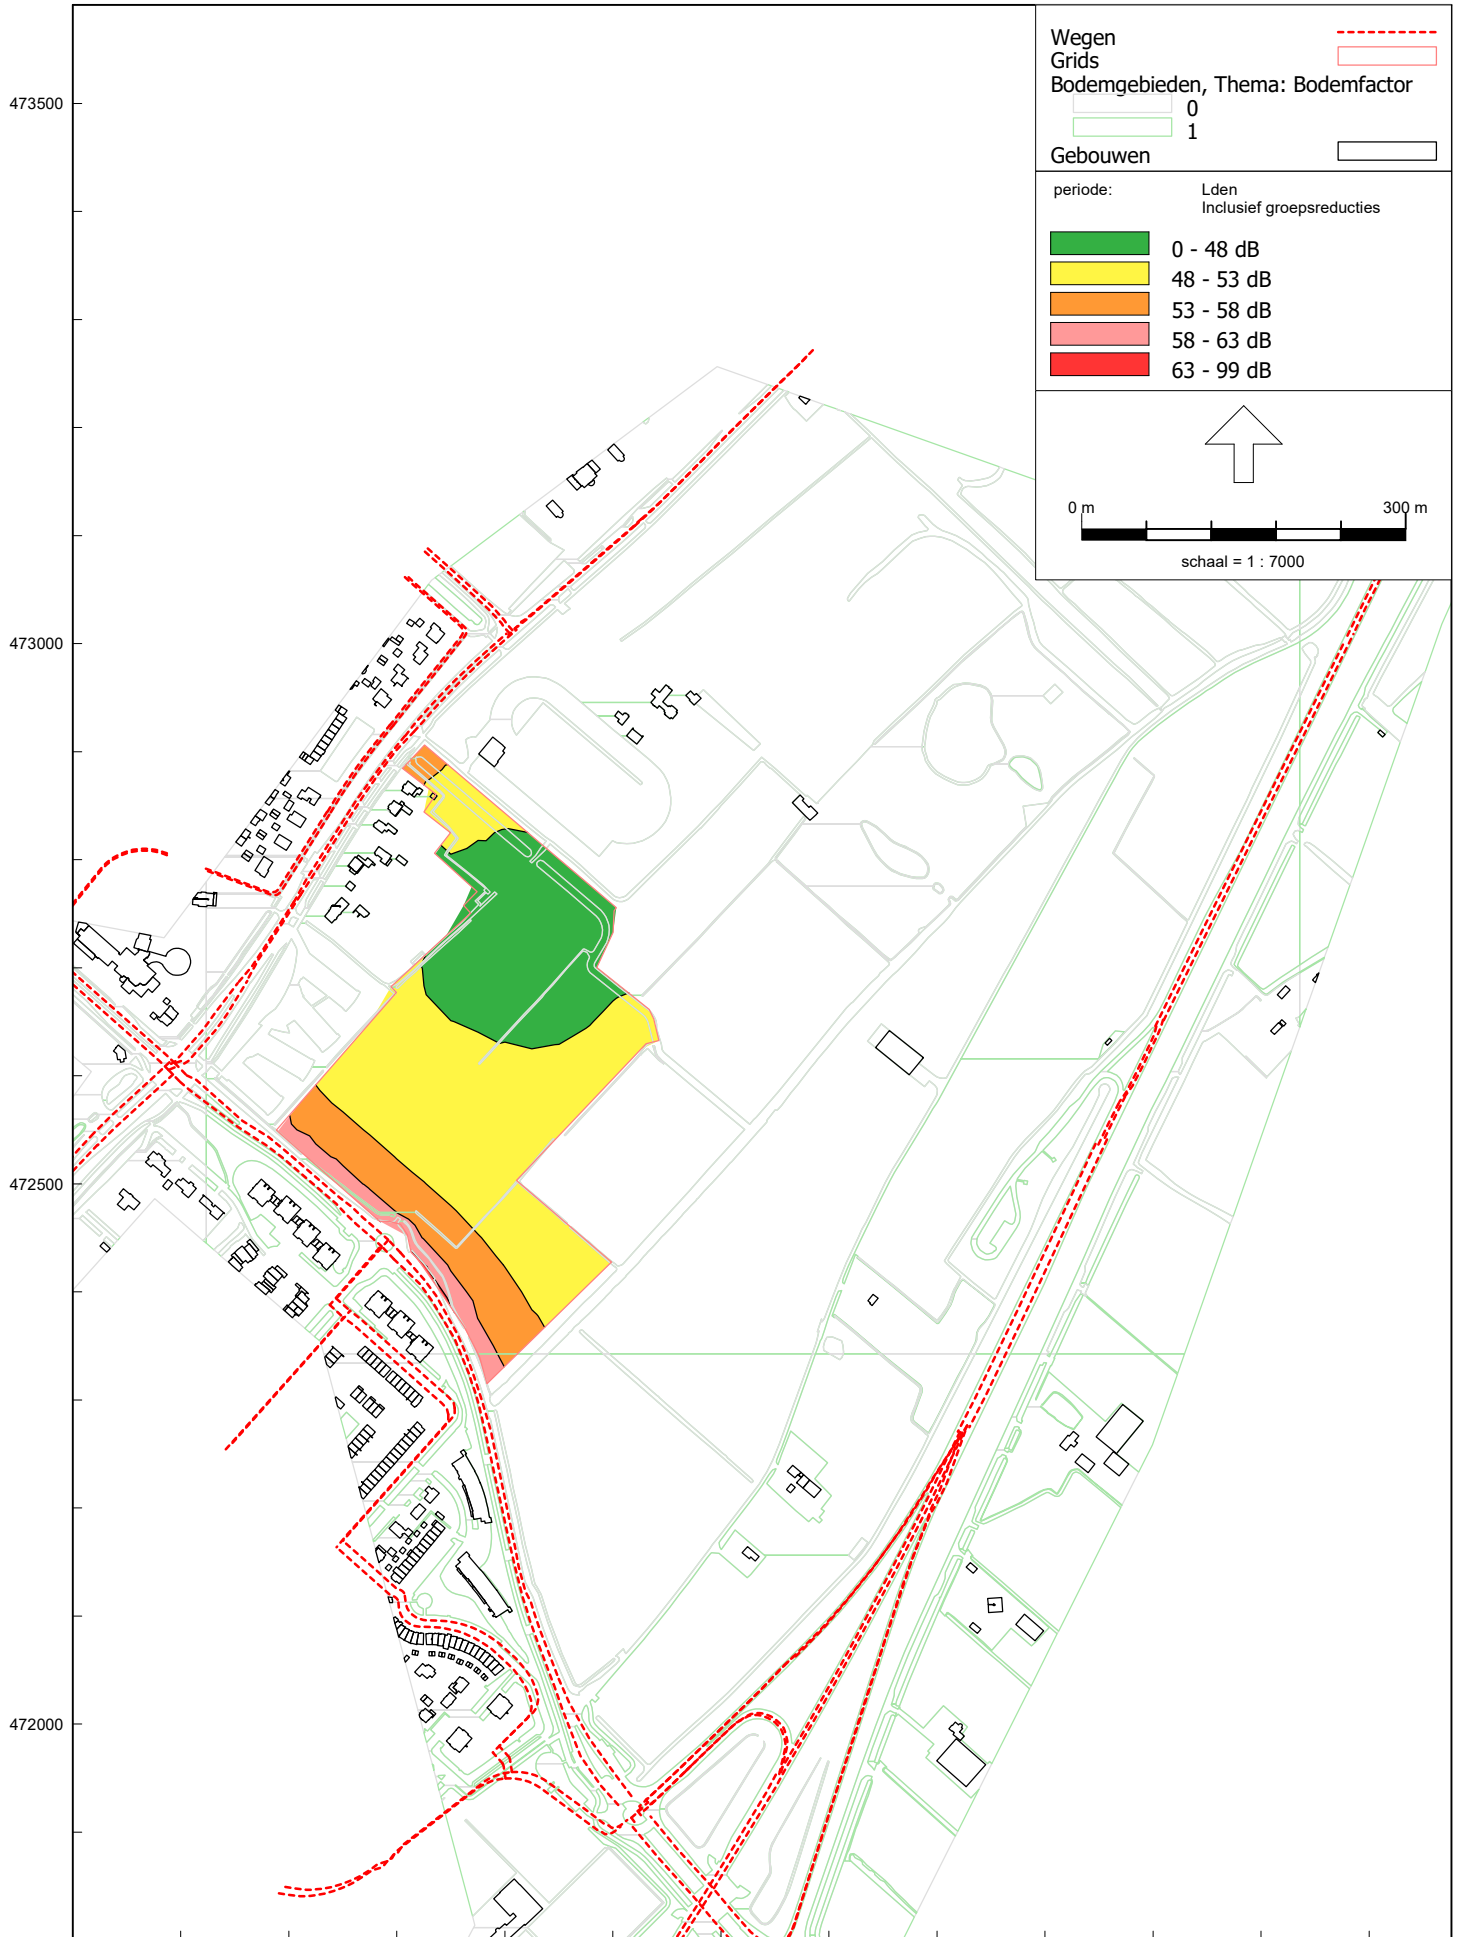 Wegen
Grids
Bodemgebieden, Thema: Bodemfactor
0
1
Gebouwen
periode: Lden
Inclusief groepsreducties
0 - 48 dB
48 - 53 dB
53 - 58 dB
58 - 63 dB
63 - 99 dB
0 m 300 m
schaal = 1 : 7000
473500
473000
472500
472000